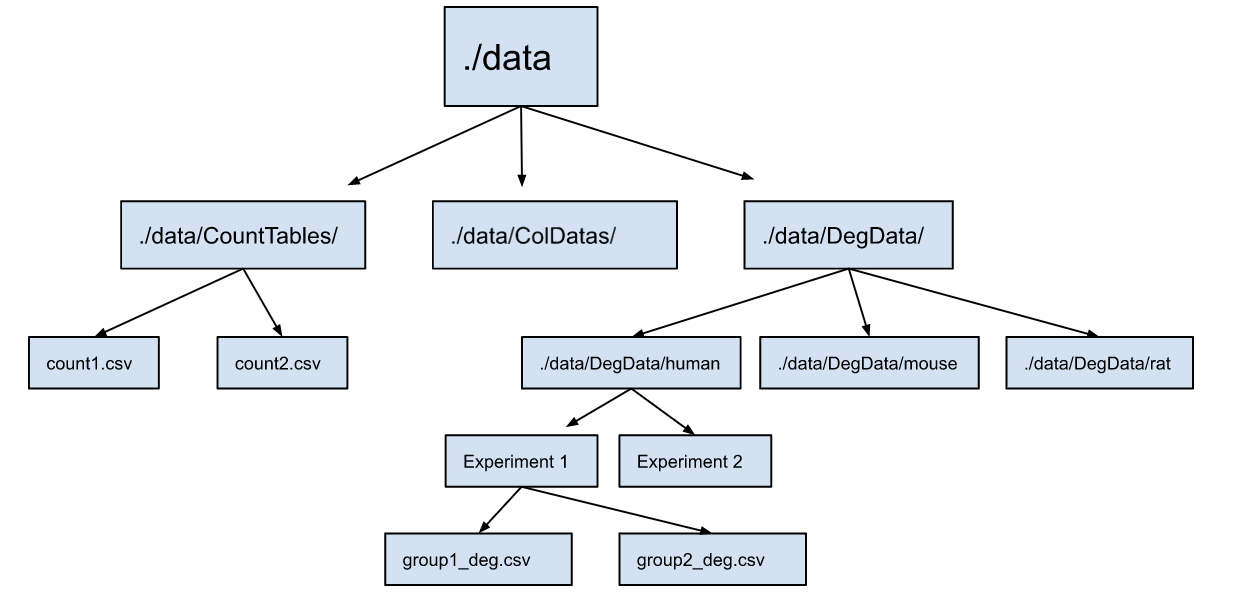 ./data
./data/CountTables/
./data/ColDatas/
./data/DegData/
count1.csv
count2.csv
./data/DegData/human
./data/DegData/mouse
./data/DegData/rat
Experiment 1
Experiment 2
group1_deg.csv
group2_deg.csv